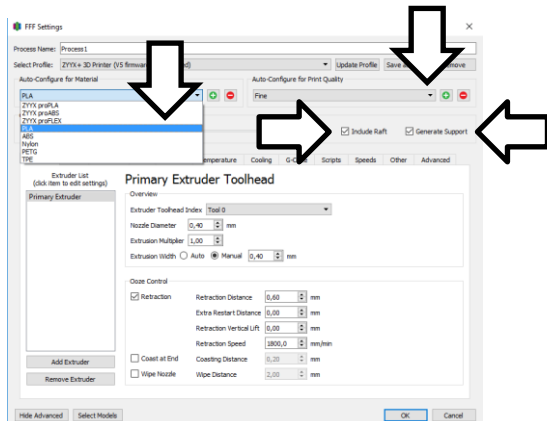 FFF Settings
Process Name: Process1
Select Profile: ZYYX+ 3D Printer (V5 firmwa Update Profile Save a move
Auto-Configure for Material Auto-Configure for Print Quality
PLA Fine
ZYYX proPLA
ZYYX proABS
ZYYX proFLEX
PLA
ABS
Nylon
PETG
TPE
Include Raft Generate Support
Temperature Cooling G-Code Scripts Speeds Other Advanced
Extruder List
(click item to edit settings)
Primary Extruder
Primary Extruder Toolhead
Overview
Extruder Toolhead Index Tool 0
Nozzle Diameter 0,40 mm
Extrusion Multiplier 1,00
Extrusion Width Auto Manual 0,40 mm
Ooze Control
Retraction Retraction Distance 0,60 mm
Extra Restart Distance 0,00 mm
Retraction Vertical Lift 0,00 mm
Retraction Speed 1800,0 mm/min
Coast at End Coasting Distance 0,20 mm
Wipe Nozzle Wipe Distance 2,00 mm
Add Extruder
Remove Extruder
Hide Advanced Select Models OK Cancel